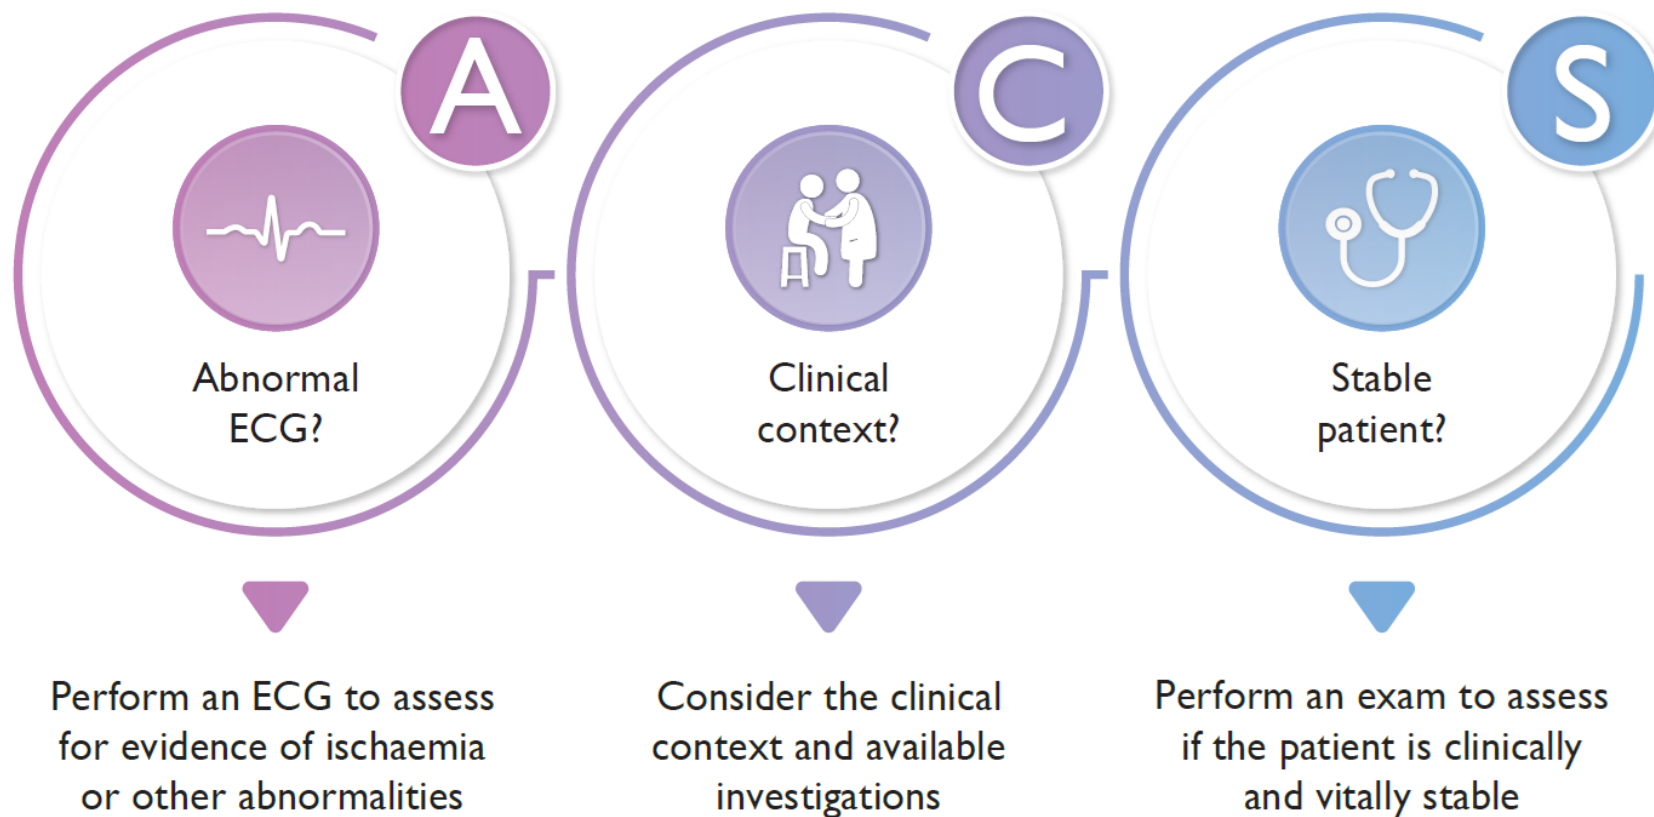 A
Abnormal
ECG?
Perform an ECG to assess
for evidence of ischaemia
or other abnormalities
C
Clinical
context?
Consider the clinical
context and available
investigations
S
Stable
patient?
Perform an exam to assess
if the patient is clinically
and vitally stable